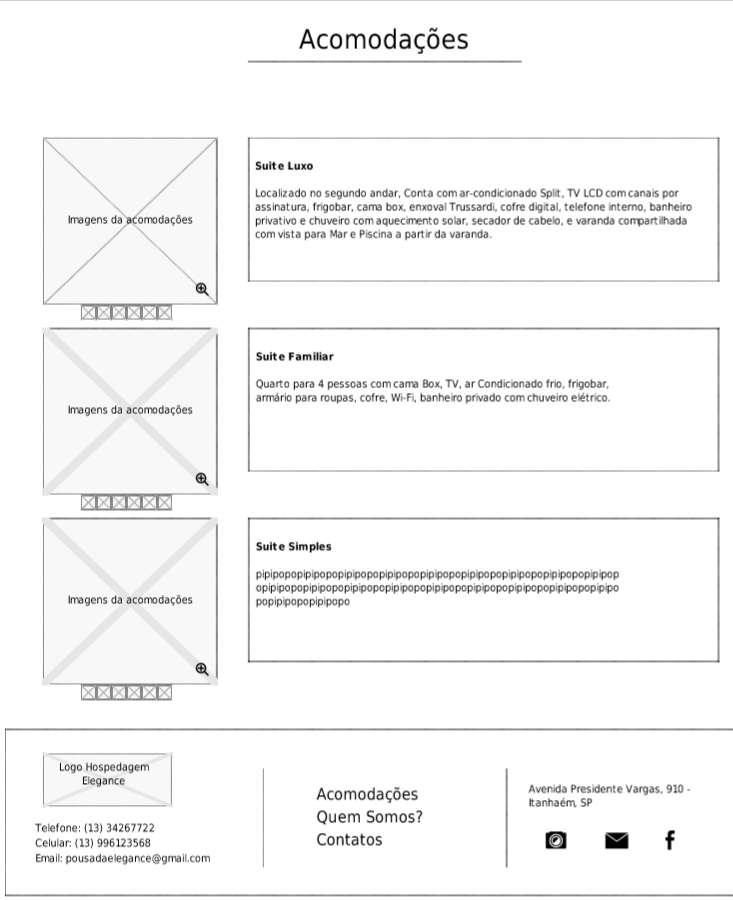 Acomodações
Imagens da acomodações
Suite Luxo
Localizado no segundo andar, Conta com ar-condicionado Split, TV LCD com canais por
assinatura, frigobar, cama box, enxoval Trussardi, cofre digital, telefone interno, banheiro
privativo e chuveiro com aquecimento solar, secador de cabelo, e varanda compartilhada
com vista para Mar e Piscina a partir da varanda.
Imagens da acomodações
Suite Familiar
Quarto para 4 pessoas com cama Box, TV, ar Condicionado frio, frigobar,
armário para roupas, cofre, Wi-Fi, banheiro privado com chuveiro elétrico.
Imagens da acomodações
Suite Simples
popipipopopipipopo
Logo Hospedagem
Elegance
Telefone: (13) 34267722
Celular: (13) 996123568
Email: pousadaelegance@gmail.com
Acomodações
Quem Somos?
Contatos
Avenida Presidente Vargas, 910 -
Itanhaém, SP